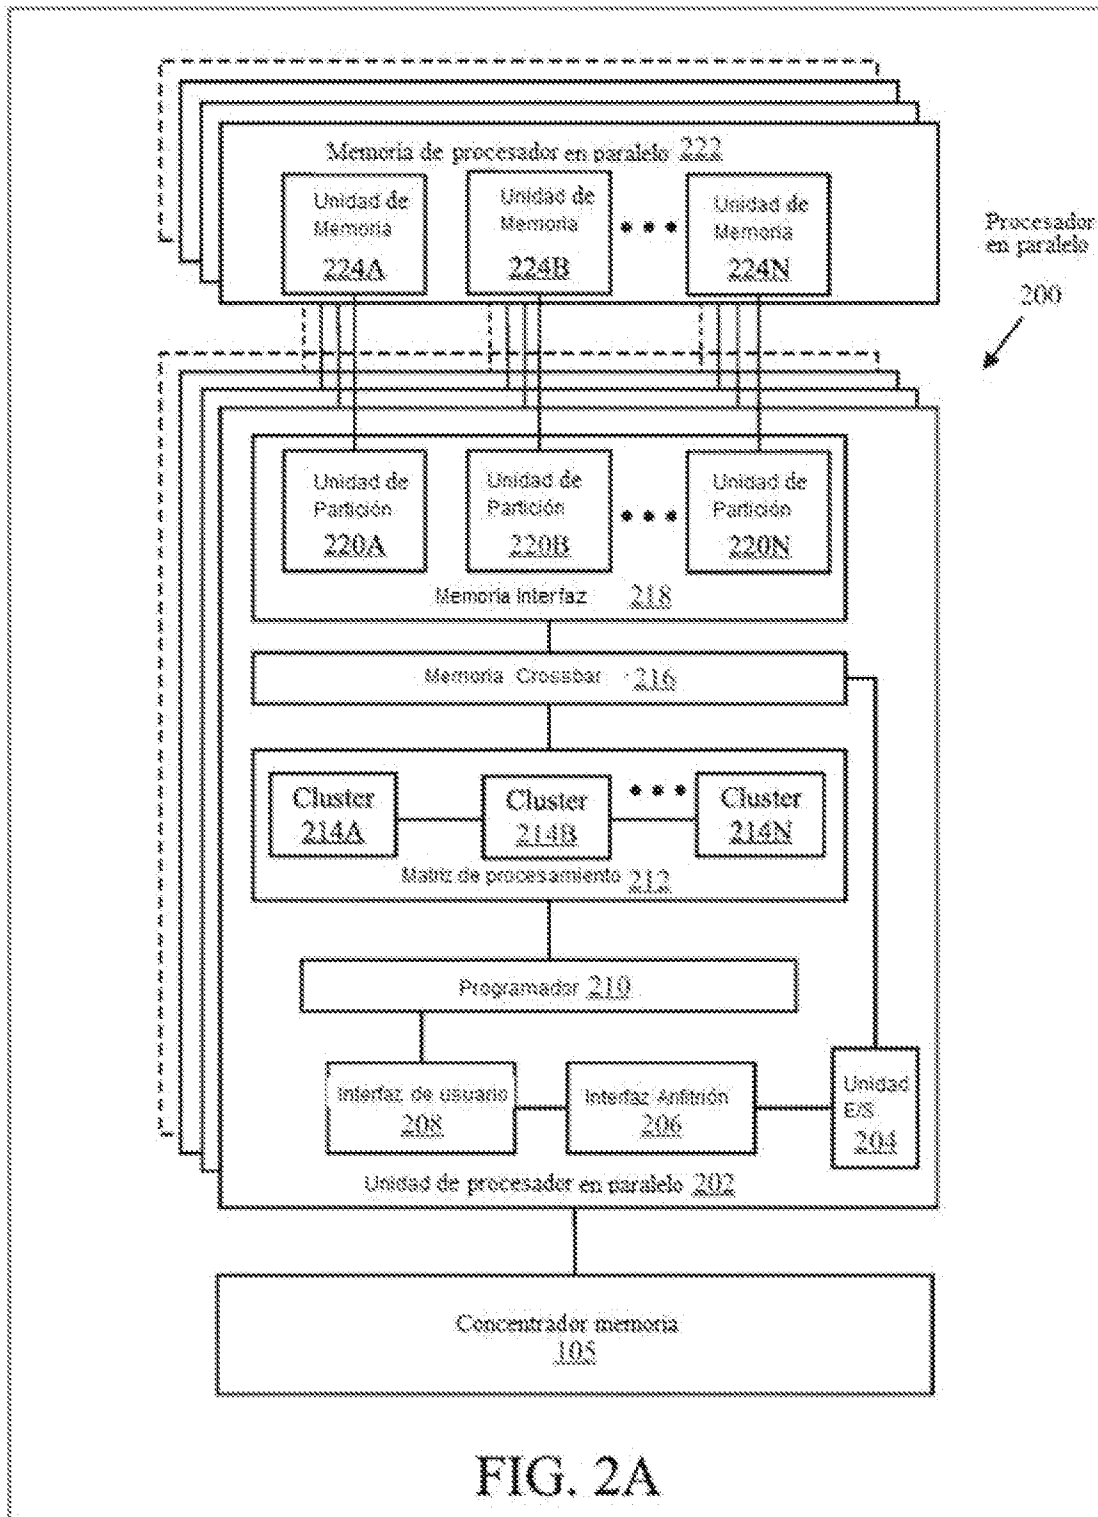 Memoria de procesador en paralelo 222
Unidad de
Memoria
224A
Unidad de
Memoria
224B
Unidad de
Memoria
224N
Procesador
en paralelo
200
Unidad de
Partición
220A
Unidad de
Partición
220B
Unidad de
Partición
220N
Memoria Interfaz 218
Memoria Crossbar 216
Cluster
214A
Cluster
214B
Cluster
214N
Matriz de procesamiento 212
Programador 210
Interfaz de usuario
208
Interfaz Anfitrión
206
Unidad
E/S
204
Unidad de procesador en paralelo 202
Concentrador memoria
105
FIG. 2A